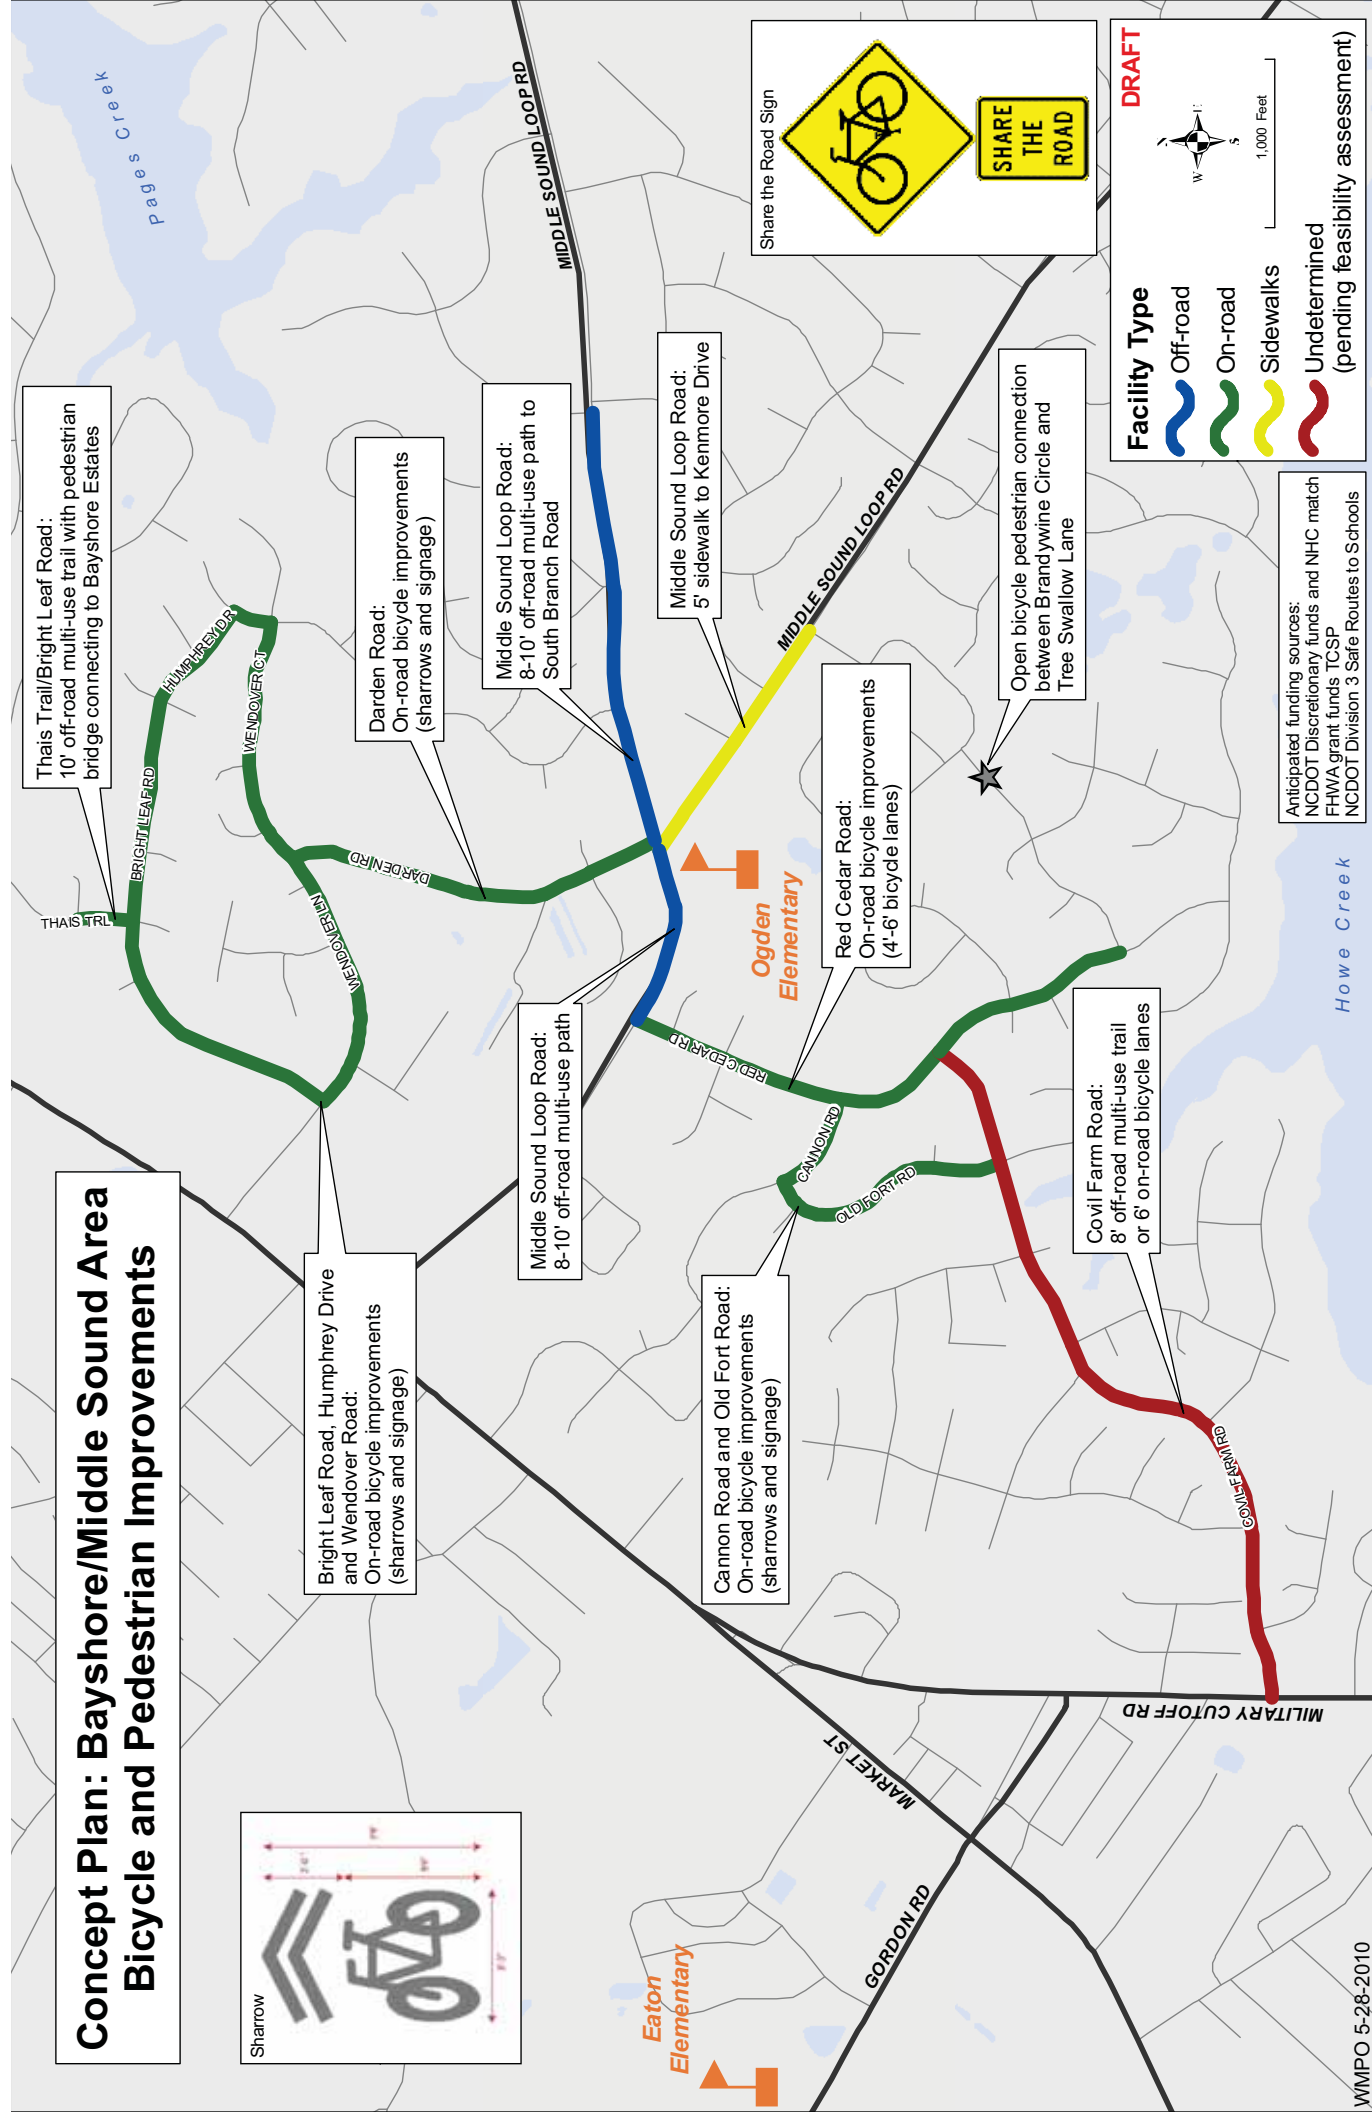 Concept Plan: Bayshore/Middle Sound Area
Bicycle and Pedestrian Improvements
Sharrow
Thais Trail/Bright Leaf Road:
10' off-road multi-use trail with pedestrian
bridge connecting to Bayshore Estates
Pages Creek
THAIS TRL
BRIGHT LEAF RD
HUMPHREY DR
WENDOVER CT
WENDOVER LN
DARDEN RD
Bright Leaf Road, Humphrey Drive
and Wendover Road:
On-road bicycle improvements
(sharrows and signage)
Darden Road:
On-road bicycle improvements
(sharrows and signage)
Middle Sound Loop Road:
8-10' off-road multi-use path to
South Branch Road
MIDDLE SOUND LOOP RD
MIDDLE SOUND LOOP RD
Middle Sound Loop Road:
8-10' off-road multi-use path
Middle Sound Loop Road:
5' sidewalk to Kenmore Drive
MIDDLE SOUND LOOP RD
Ogden
Elementary
Eaton
Elementary
Cannon Road and Old Fort Road:
On-road bicycle improvements
(sharrows and signage)
Red Cedar Road:
On-road bicycle improvements
(4'-6' bicycle lanes)
RED CEDAR RD
CANNON RD
OLD FORT RD
Open bicycle pedestrian connection
between Brandywine Circle and
Tree Swallow Lane
Covil Farm Road:
8' off-road multi-use trail
or 6' on-road bicycle lanes
COVIL FARM RD
MARKET ST
GORDON RD
MILITARY CUTOFF RD
Howe Creek
Share the Road Sign
SHARE
THE
ROAD
DRAFT
N
W
S
1,000 Feet
Facility Type
Off-road
On-road
Sidewalks
Undetermined
(pending feasibility assessment)
Anticipated funding sources:
NCDOT Discretionary funds and NHC match
FHWA grant funds TCSP
NCDOT Division 3 Safe Routes to Schools
WMPO 5-28-2010